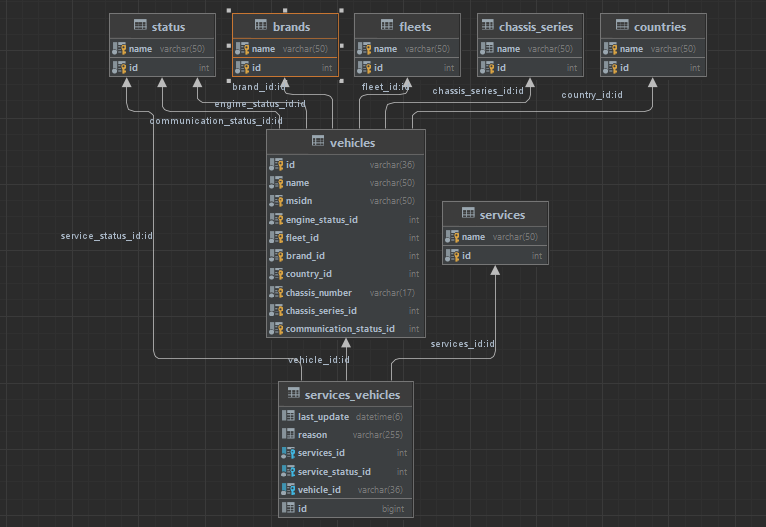 status
name varchar(50)
id int
brands
name varchar(50)
id int
fleets
name varchar(50)
id int
chassis_series
name varchar(50)
id int
countries
name varchar(50)
id int
brand_id:id
fleet_id:id
chassis_series_id:id
country_id:id
engine_status_id:id
communication_status_id:id
vehicles
id varchar(36)
name varchar(50)
msidn varchar(50)
engine_status_id int
fleet_id int
brand_id int
country_id int
chassis_number varchar(17)
chassis_series_id int
communication_status_id int
services
name varchar(50)
id int
service_status_id:id
services_id:id
vehicle_id:id
services_vehicles
last_update datetime(6)
reason varchar(255)
services_id int
service_status_id int
vehicle_id varchar(36)
id bigint